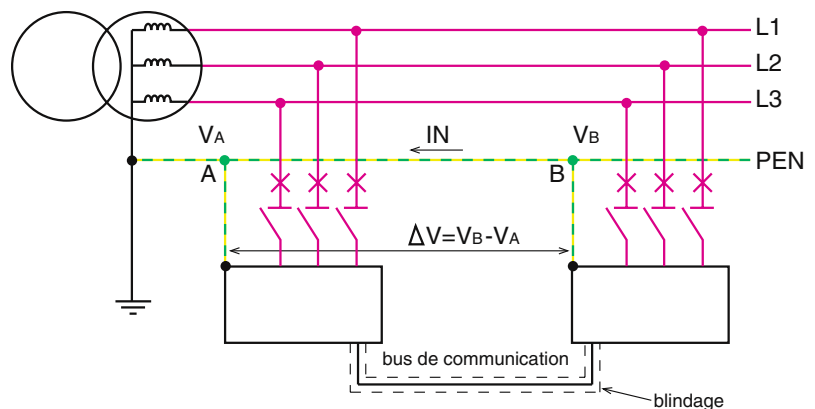 L1
L2
L3
VA IN VB
A B PEN
ΔV=VB-VA
bus de communication
blindage